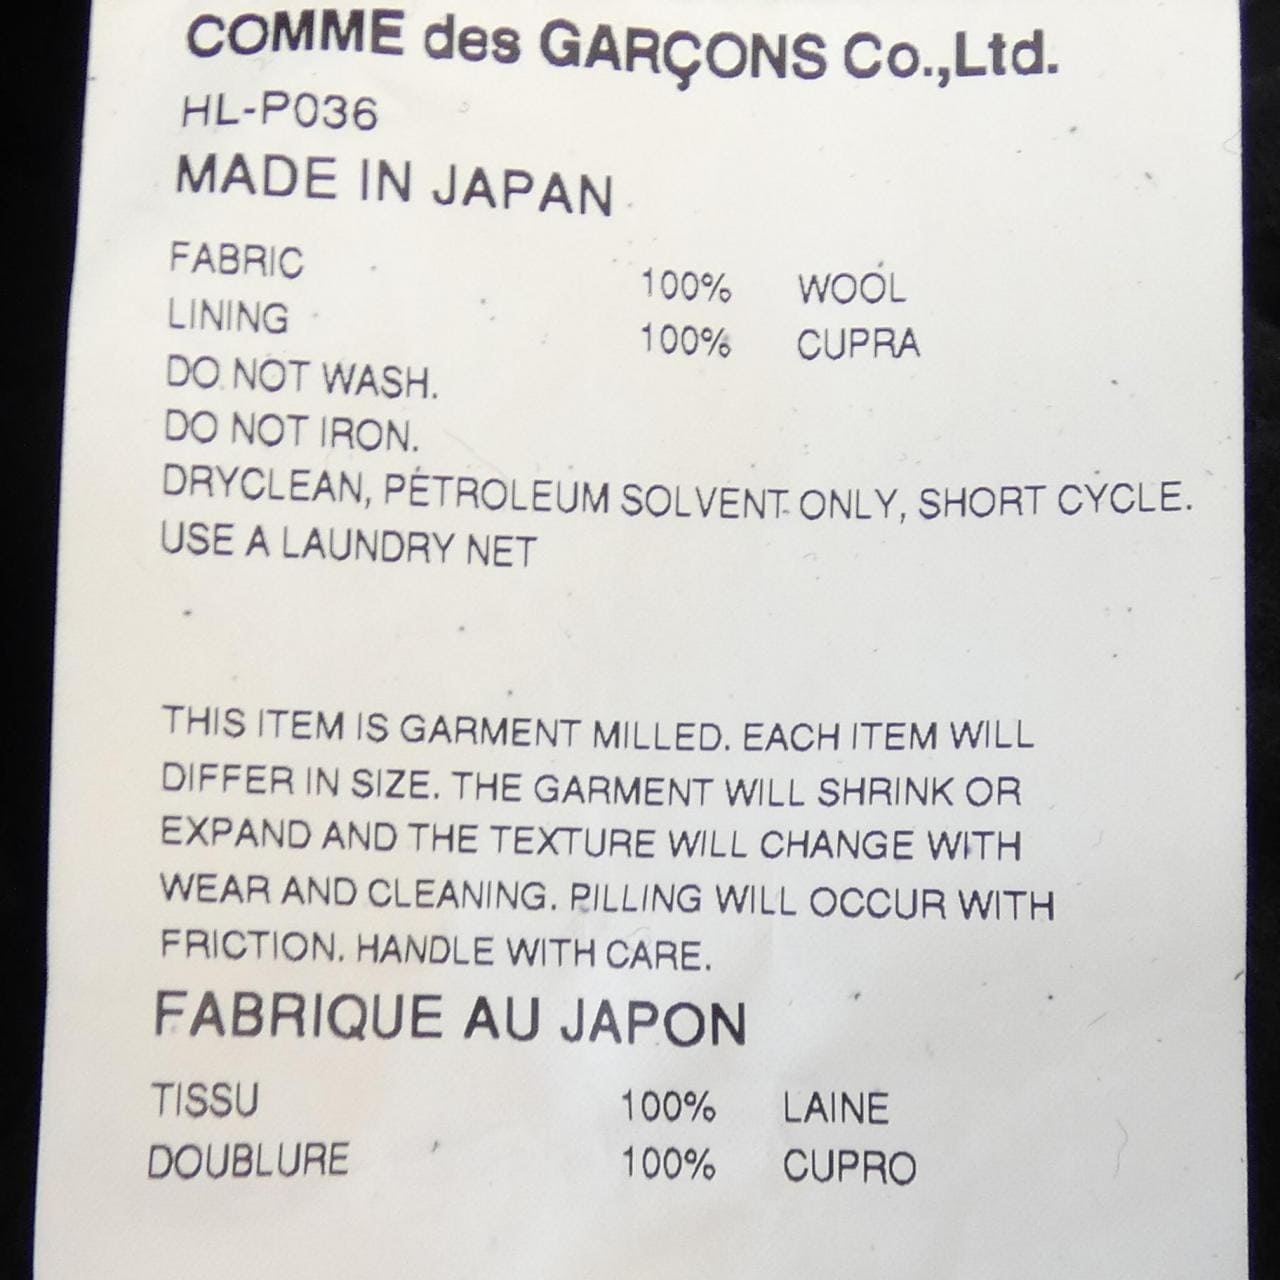 COMME des GARÇONS Co.,Ltd.
HL-P036
MADE IN JAPAN
FABRIC 100% WOOL
LINING 100% CUPRA
DO NOT WASH.
DO NOT IRON.
DRYCLEAN, PETROLEUM SOLVENT ONLY, SHORT CYCLE.
USE A LAUNDRY NET
THIS ITEM IS GARMENT MILLED. EACH ITEM WILL
DIFFER IN SIZE. THE GARMENT WILL SHRINK OR
EXPAND AND THE TEXTURE WILL CHANGE WITH
WEAR AND CLEANING. PILLING WILL OCCUR WITH
FRICTION. HANDLE WITH CARE.
FABRIQUE AU JAPON
TISSU 100% LAINE
DOUBLURE 100% CUPRO